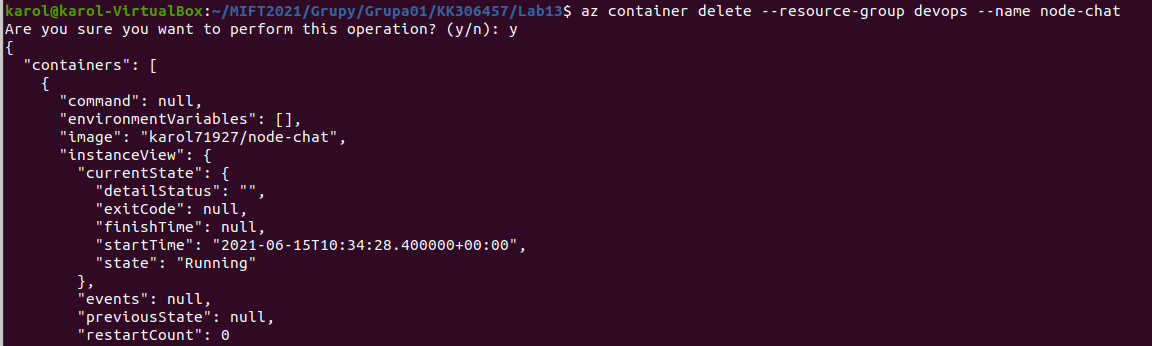 karol@karol-VirtualBox:~/MIFT2021/Grupy/Grupa01/KK306457/Lab13$ az container delete --resource-group devops --name node-chat
Are you sure you want to perform this operation? (y/n): y
{
  "containers": [
    {
      "command": null,
      "environmentVariables": [],
      "image": "karol71927/node-chat",
      "instanceView": {
        "currentState": {
          "detailStatus": "",
          "exitCode": null,
          "finishTime": null,
          "startTime": "2021-06-15T10:34:28.400000+00:00",
          "state": "Running"
        },
        "events": null,
        "previousState": null,
        "restartCount": 0